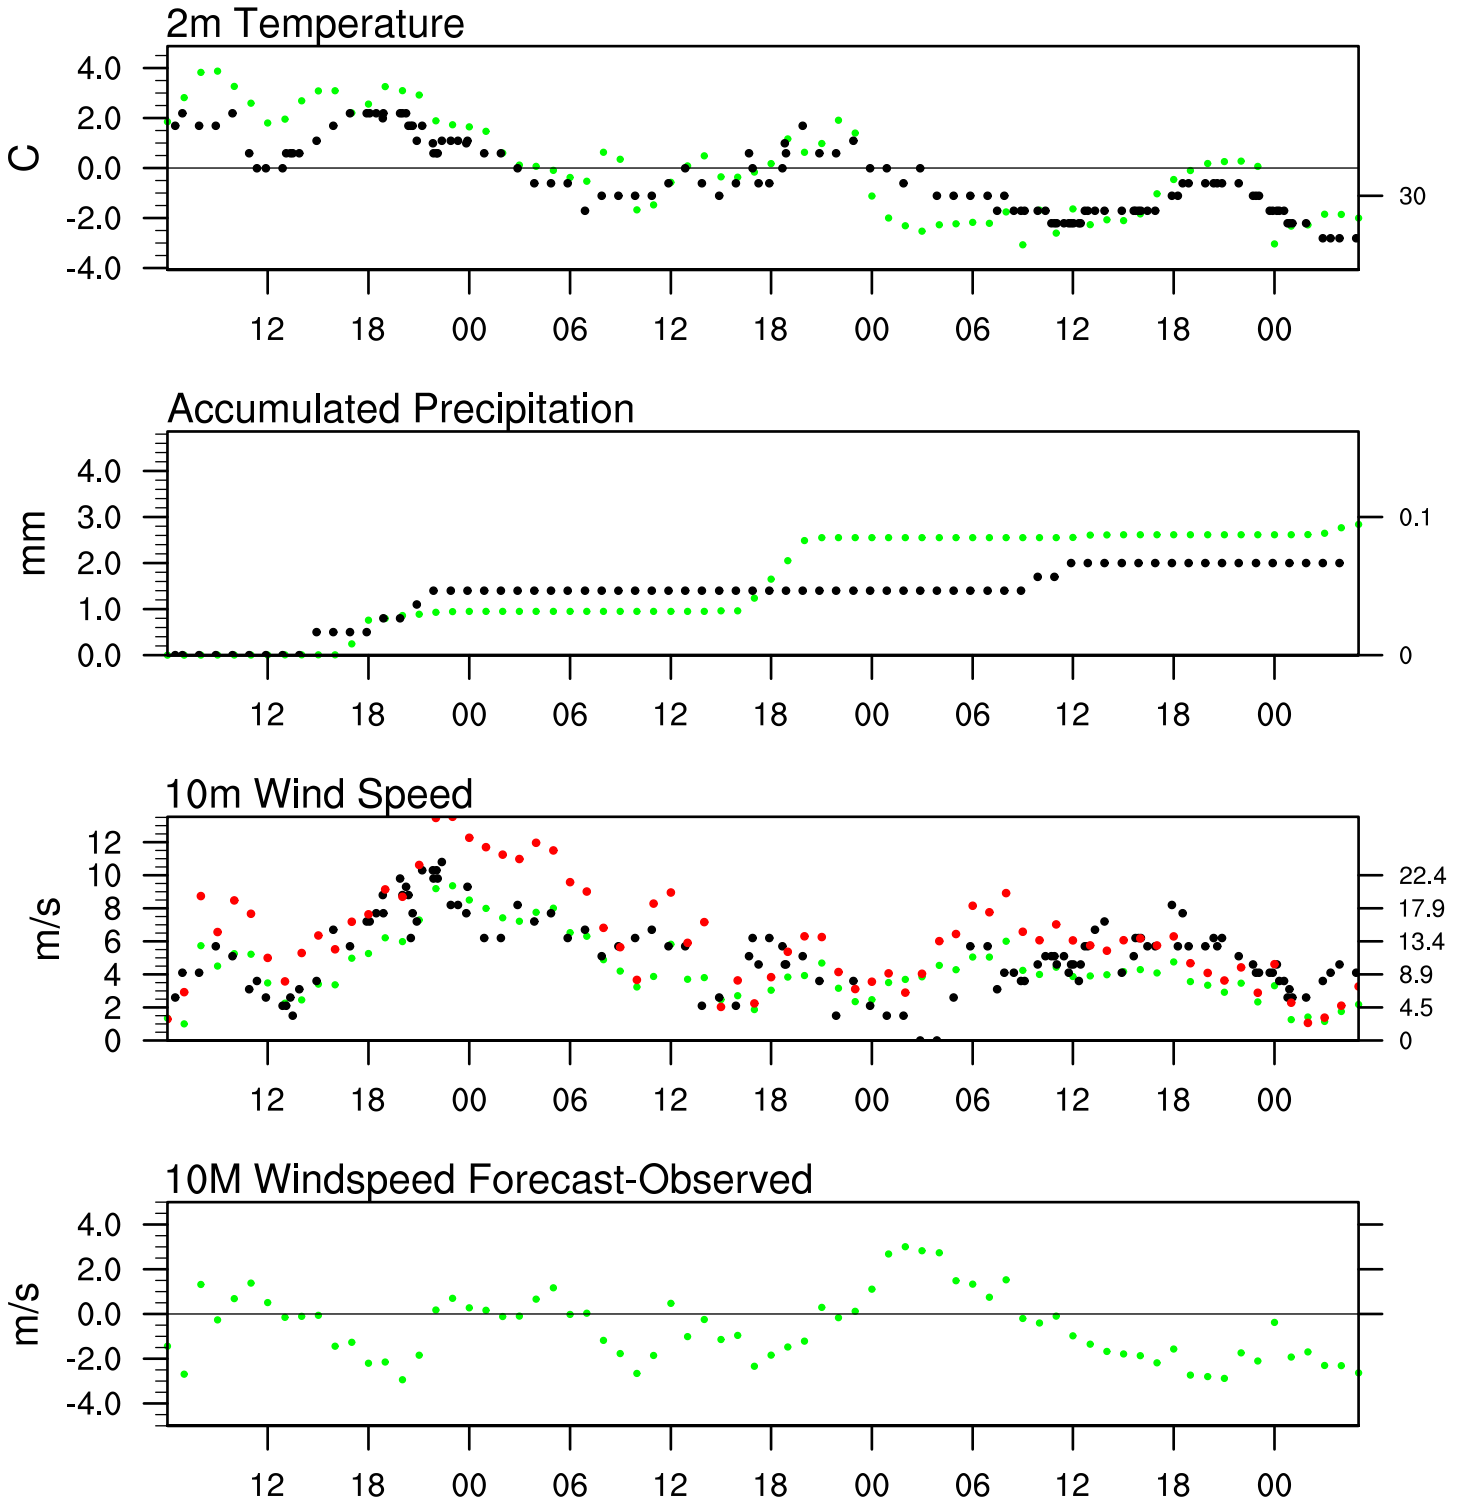 2m Temperature
4.0
2.0
0.0
-2.0
-4.0
C
30
12 18 00 06 12 18 00 06 12 18 00
Accumulated Precipitation
4.0
3.0
2.0
1.0
0.0
mm
0.1
0
12 18 00 06 12 18 00 06 12 18 00
10m Wind Speed
12
10
8
6
4
2
0
m/s
22.4
17.9
13.4
8.9
4.5
0
12 18 00 06 12 18 00 06 12 18 00
10M Windspeed Forecast-Observed
4.0
2.0
0.0
-2.0
-4.0
m/s
12 18 00 06 12 18 00 06 12 18 00